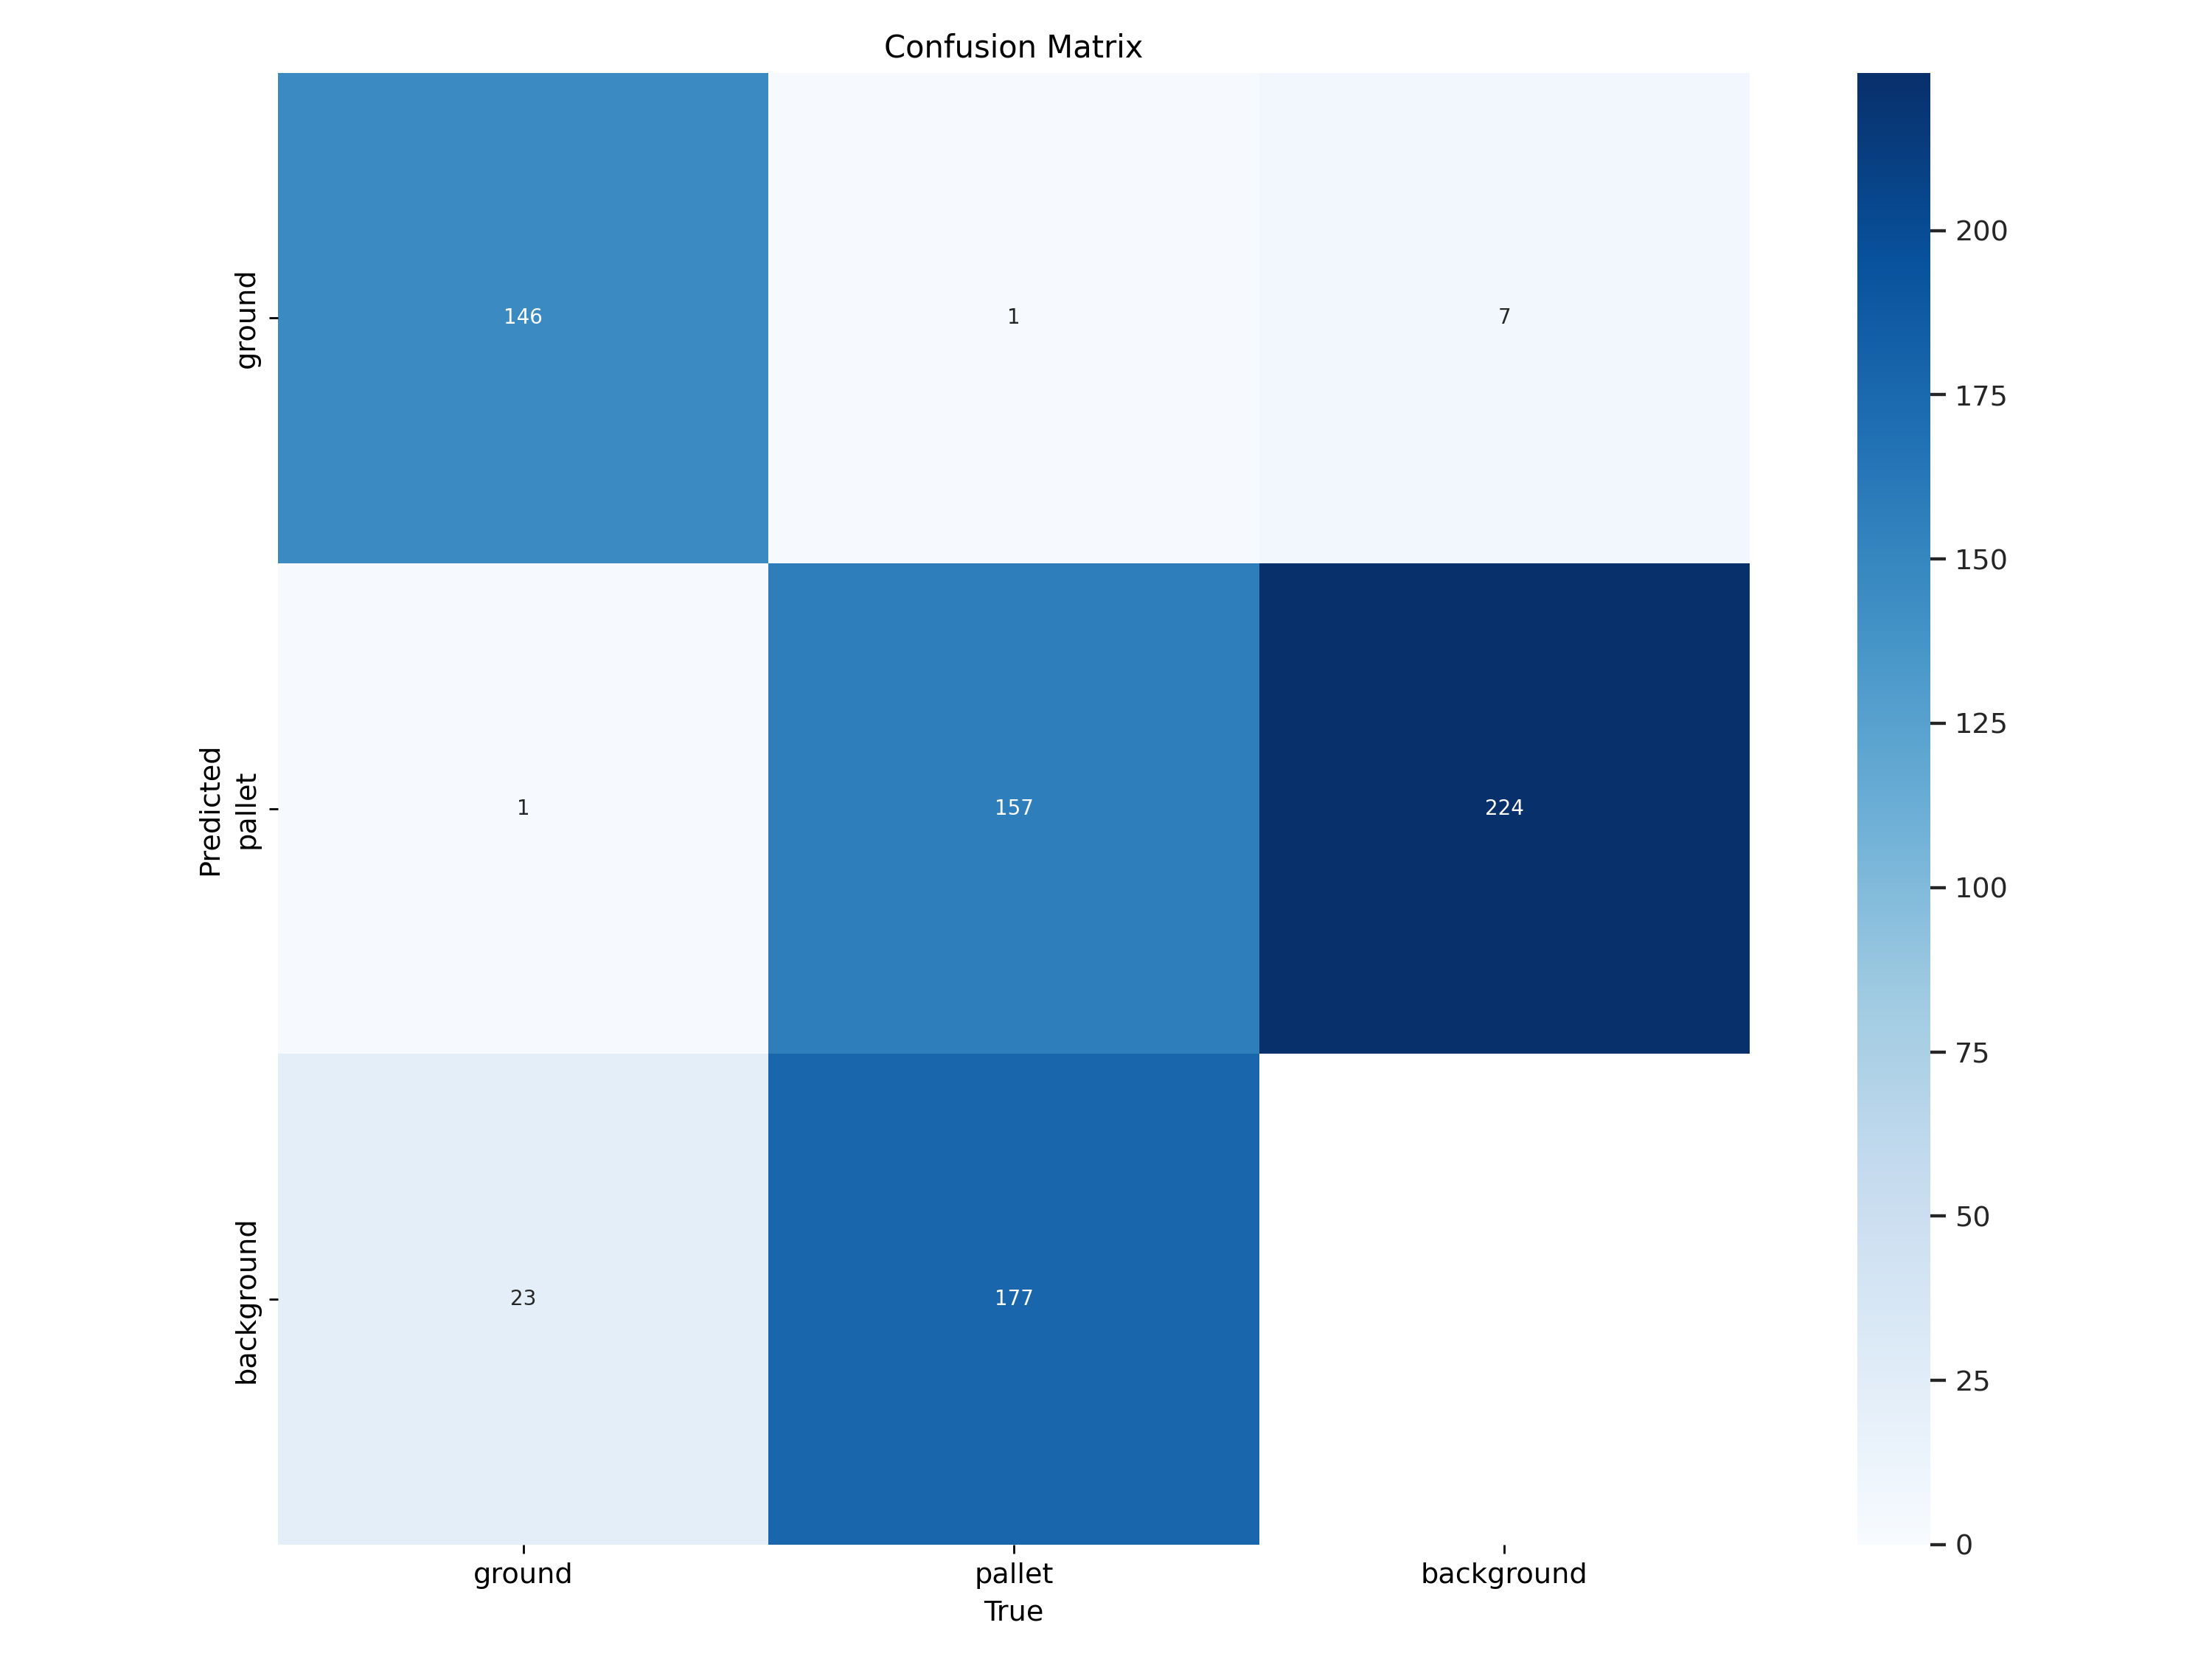 Confusion Matrix
ground
146
1
7
200
175
150
125
Predicted
pallet
1
157
224
100
75
50
background
23
177
25
0
ground
pallet
background
True